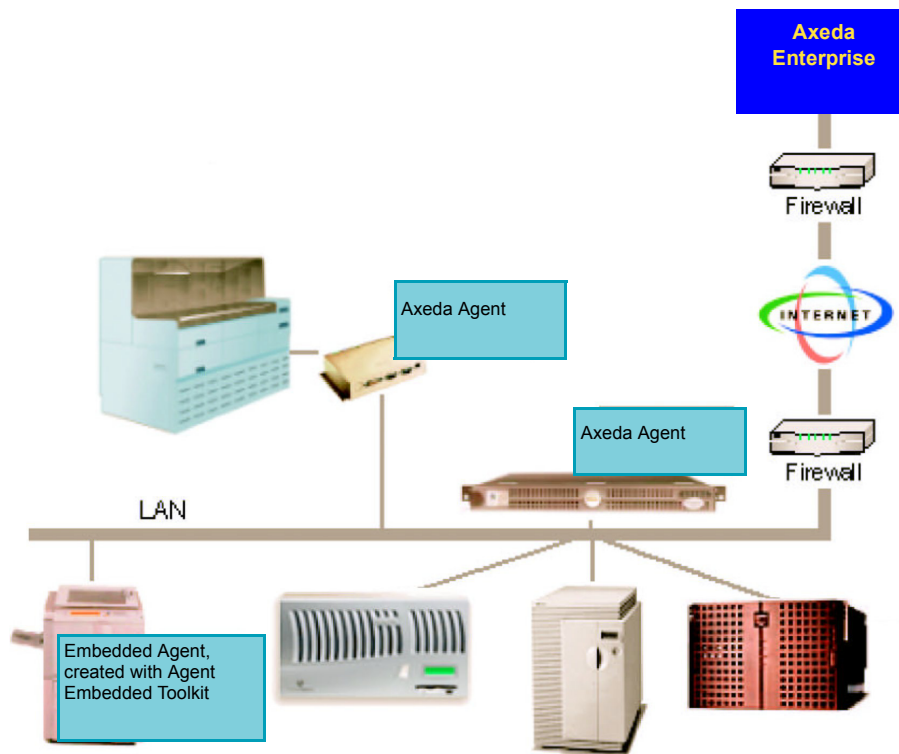 Axeda
Enterprise
Firewall
INTERNET
Axeda Agent
Axeda Agent
Firewall
LAN
Embedded Agent,
created with Agent
Embedded Toolkit